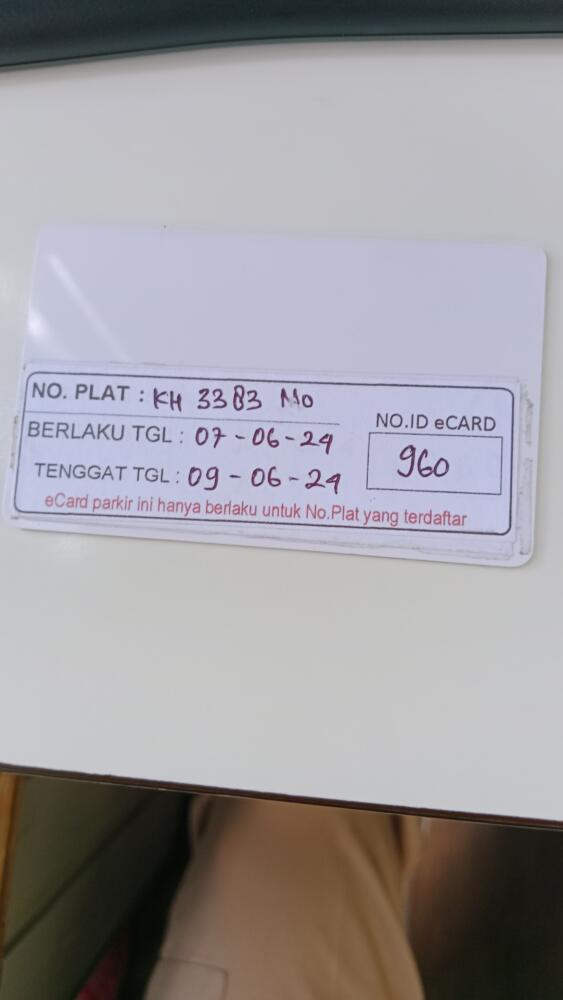 NO. PLAT : KH 3383 MO
BERLAKU TGL : 07-06-24
TENGGAT TGL : 09-06-24
NO.ID eCARD
960
eCard parkir ini hanya berlaku untuk No.Plat yang terdaftar